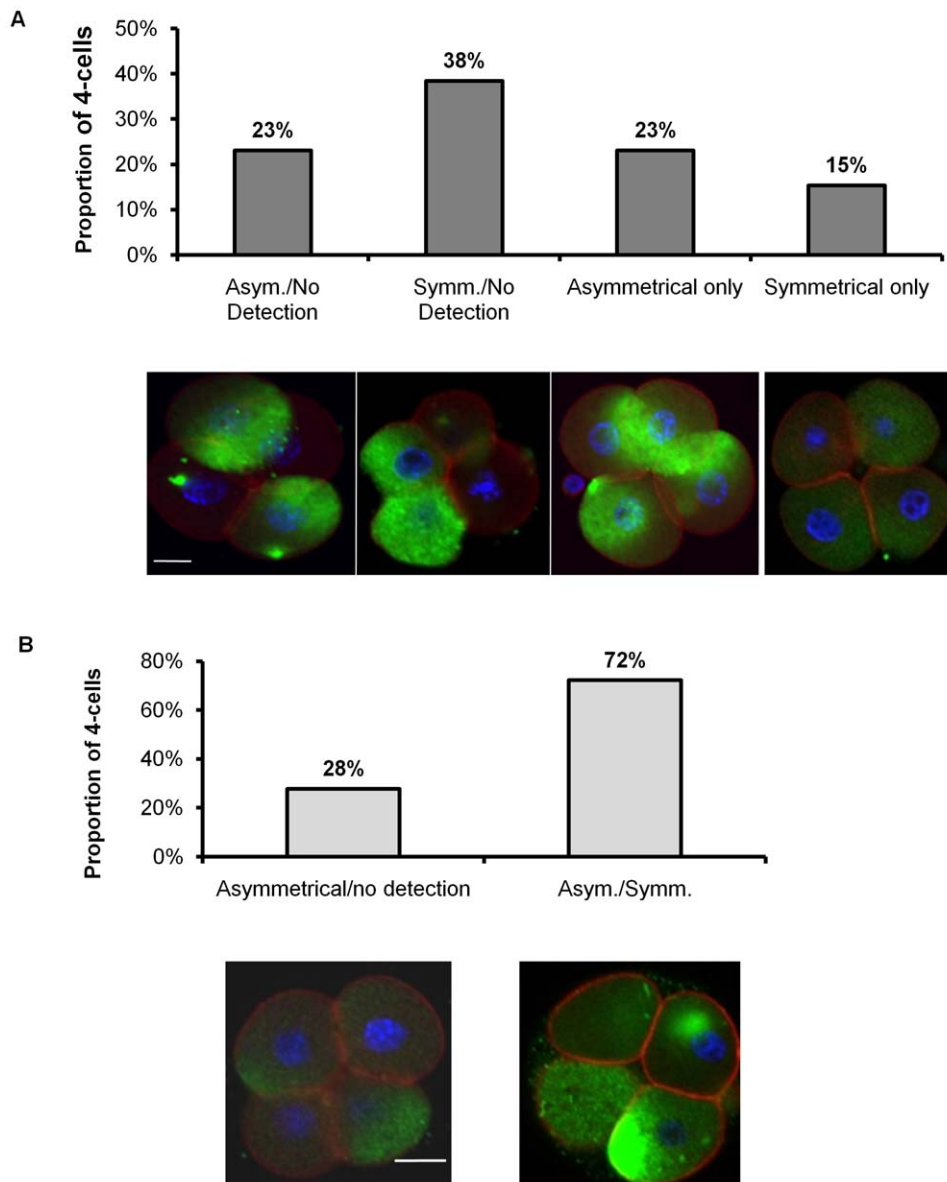 A
Proportion of 4-cells
50%
40%
30%
20%
10%
0%
23%
38%
23%
15%
Asym./No
Detection
Symm./No
Detection
Asymmetrical only
Symmetrical only
B
Proportion of 4-cells
80%
60%
40%
20%
0%
28%
72%
Asymmetrical/no detection
Asym./Symm.